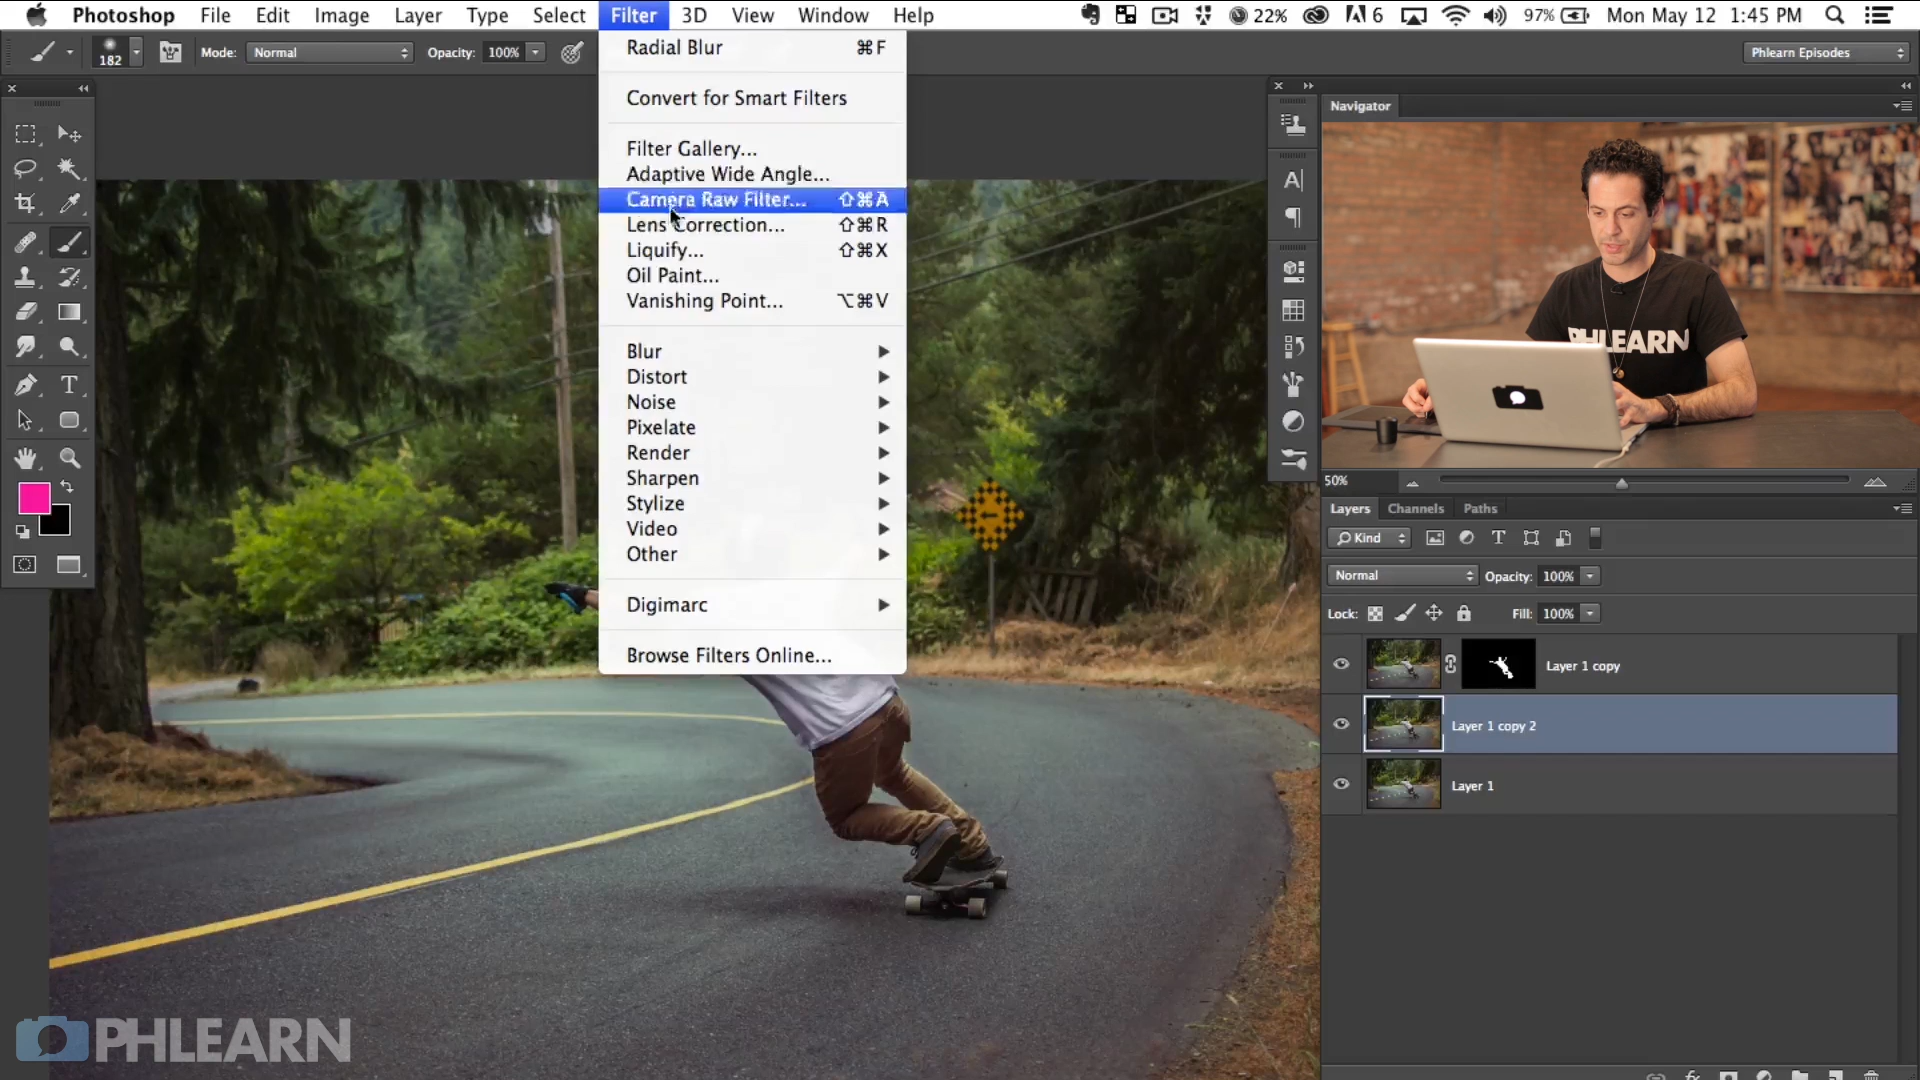 Photoshop File Edit Image Layer Type Select Filter 3D View Window Help 22% 6 97% Mon May 12 1:45 PM
182 Mode: Normal Opacity: 100% Phlearn Episodes
Radial Blur ⌘F
Convert for Smart Filters
Filter Gallery...
Adaptive Wide Angle...
Camera Raw Filter... ⇧⌘A
Lens Correction... ⇧⌘R
Liquify... ⇧⌘X
Oil Paint...
Vanishing Point... ⌥⌘V
Blur
Distort
Noise
Pixelate
Render
Sharpen
Stylize
Video
Other
Digimarc
Browse Filters Online...
Navigator
PHLEARN
50%
Layers Channels Paths
Kind
Normal Opacity: 100%
Lock: Fill: 100%
Layer 1 copy
Layer 1 copy 2
Layer 1
PHLEARN